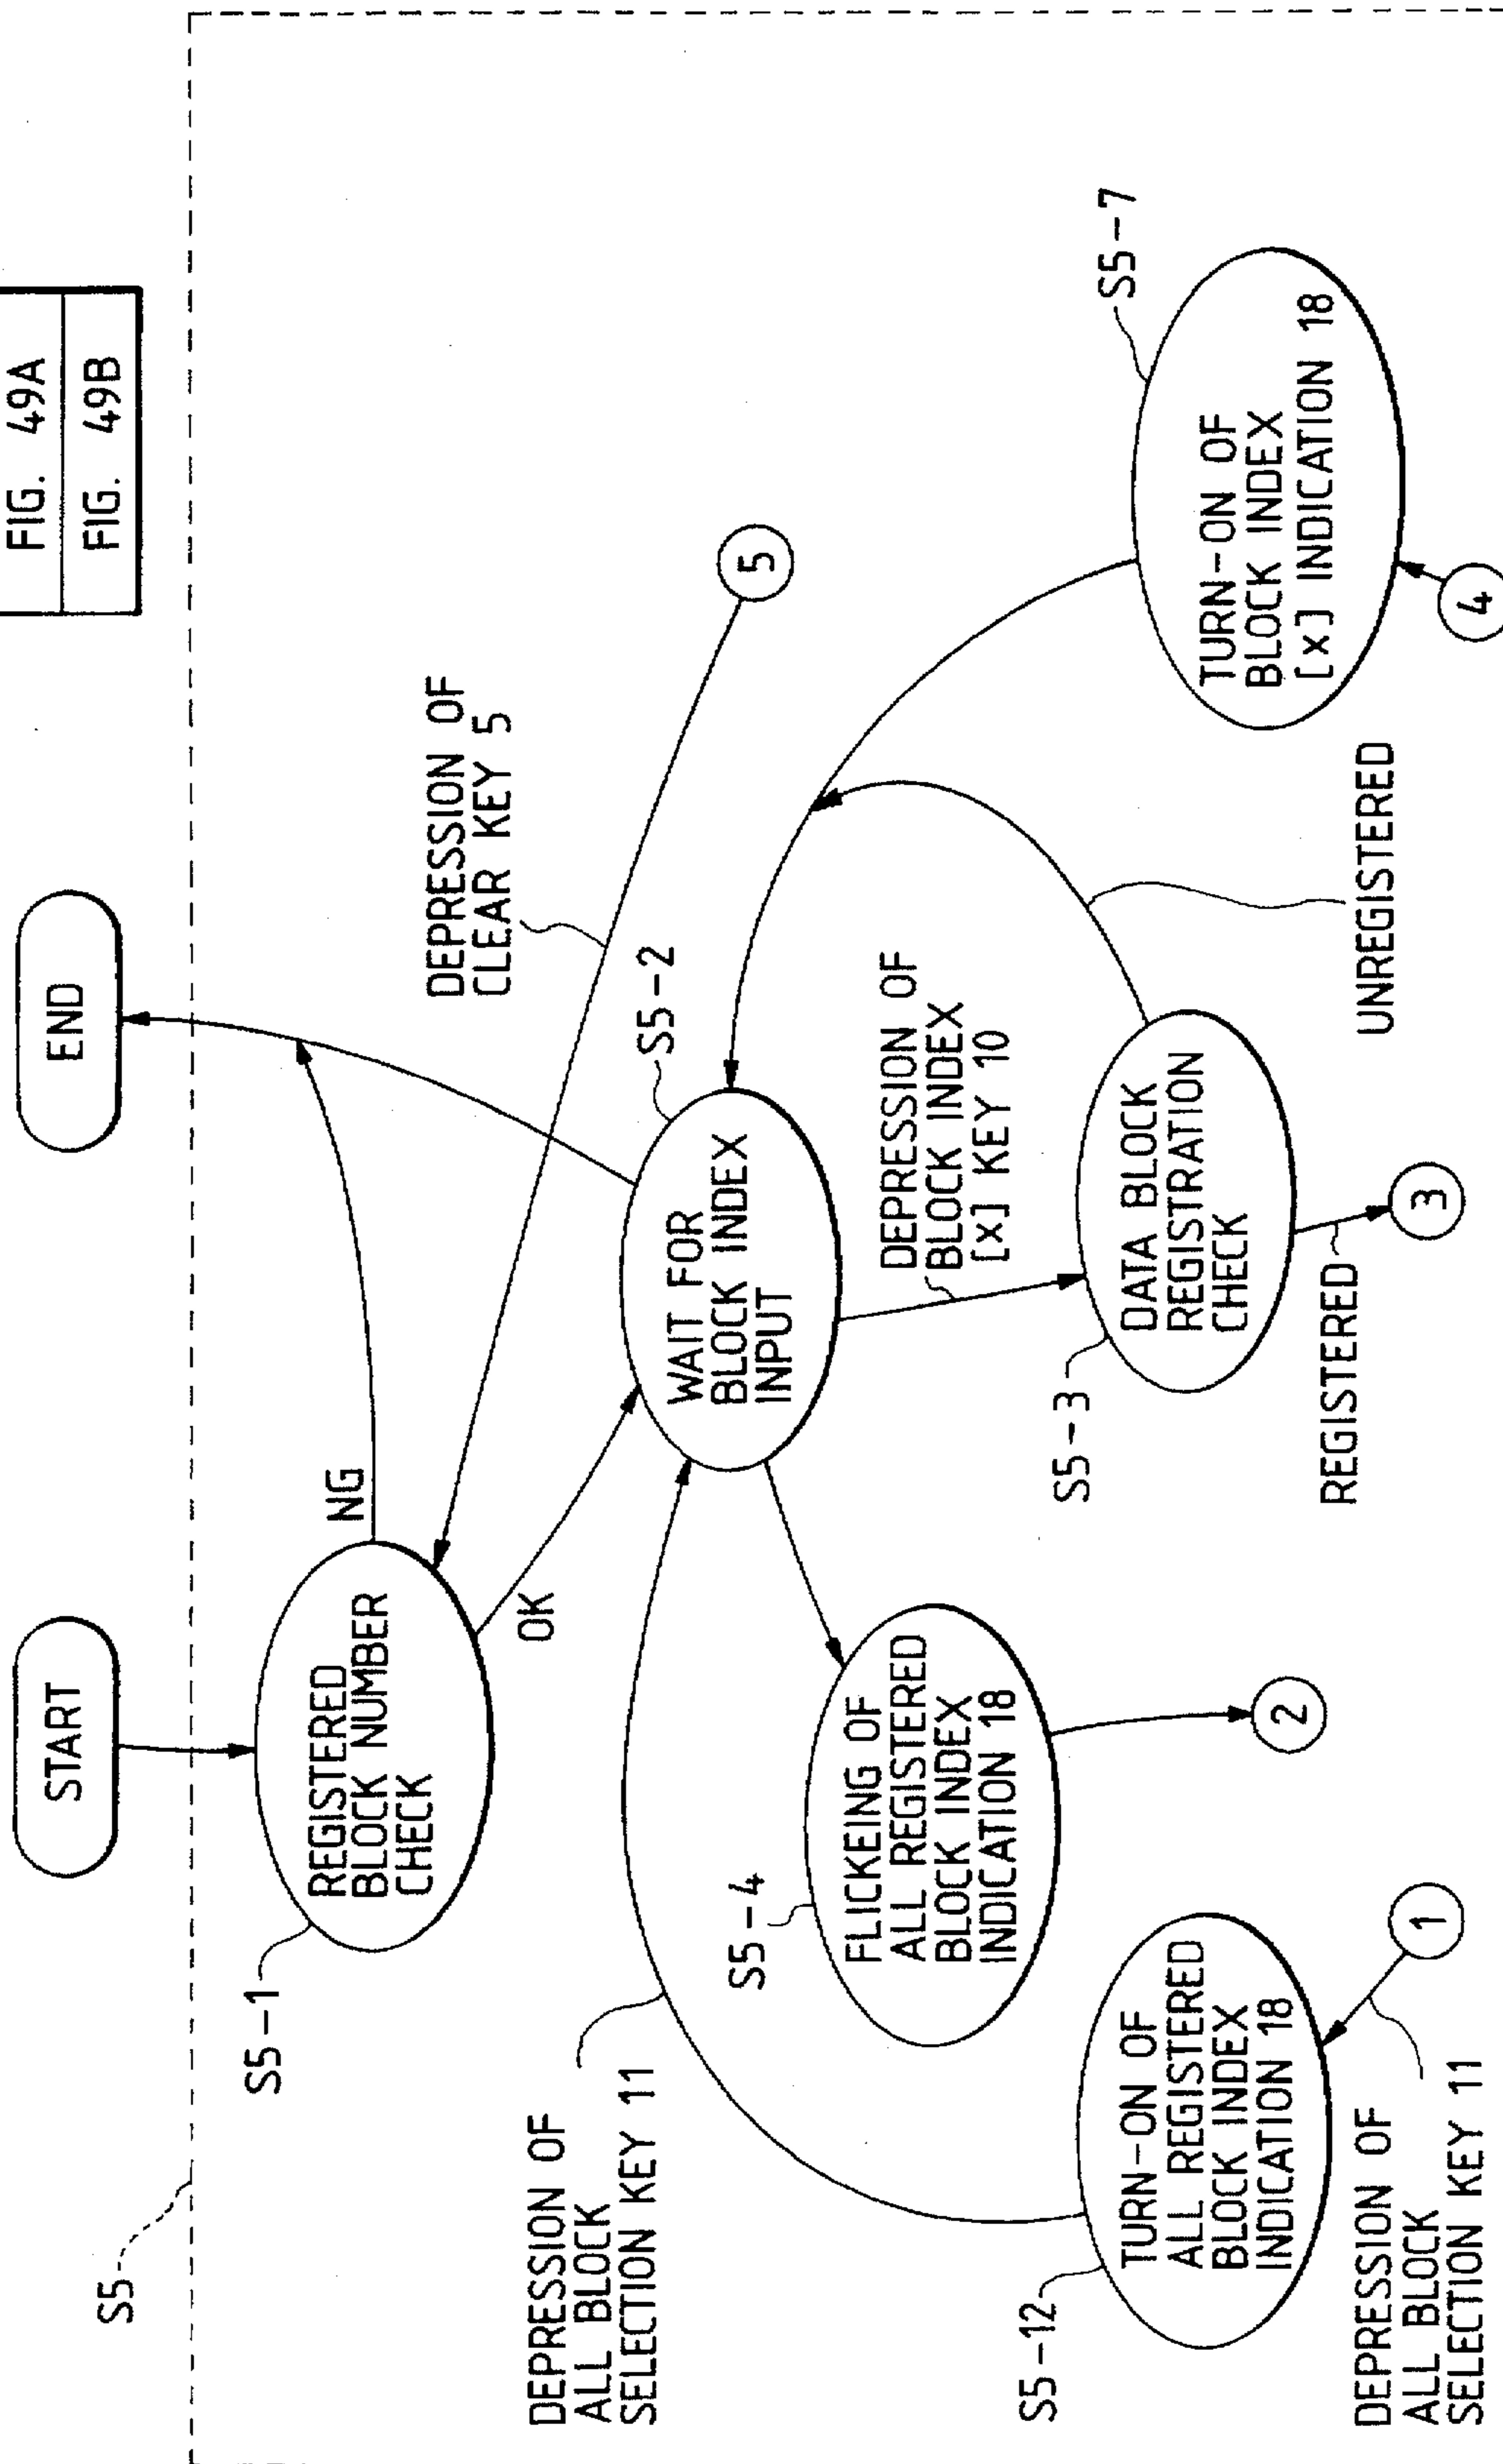 FIG. 49A
FIG. 49B
START
END
S5
S5-1
REGISTERED
BLOCK NUMBER
CHECK
NG
OK
DEPRESSION OF
CLEAR KEY 5
5
DEPRESSION OF
ALL BLOCK
SELECTION KEY 11
S5-2
WAIT FOR
BLOCK INDEX
INPUT
S5-4
FLICKEING OF
ALL REGISTERED
BLOCK INDEX
INDICATION 18
2
DEPRESSION OF
BLOCK INDEX
[x] KEY 10
S5-7
TURN-ON OF
BLOCK INDEX
[x] INDICATION 18
4
S5-12
TURN-ON OF
ALL REGISTERED
BLOCK INDEX
INDICATION 18
1
DEPRESSION OF
ALL BLOCK
SELECTION KEY 11
S5-3
DATA BLOCK
REGISTRATION
CHECK
REGISTERED
3
UNREGISTERED